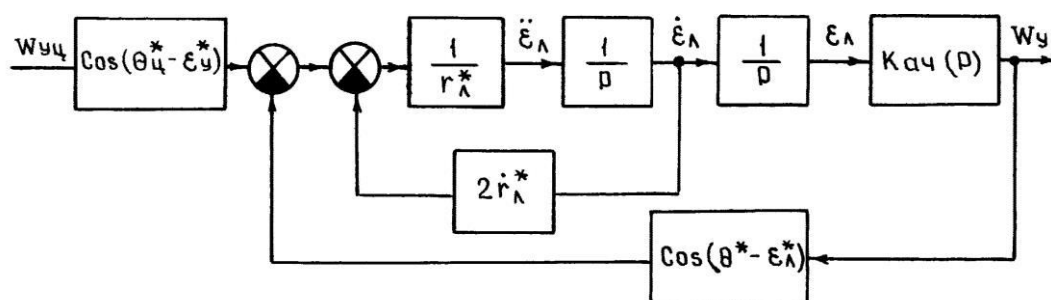 Wуц
Cos(θ*ц-ε*у)
1
r*л
ε̈л
1
p
ε̇л
1
p
εл
Kач(p)
Wу
2ṙ*л
Cos(θ*-ε*л)